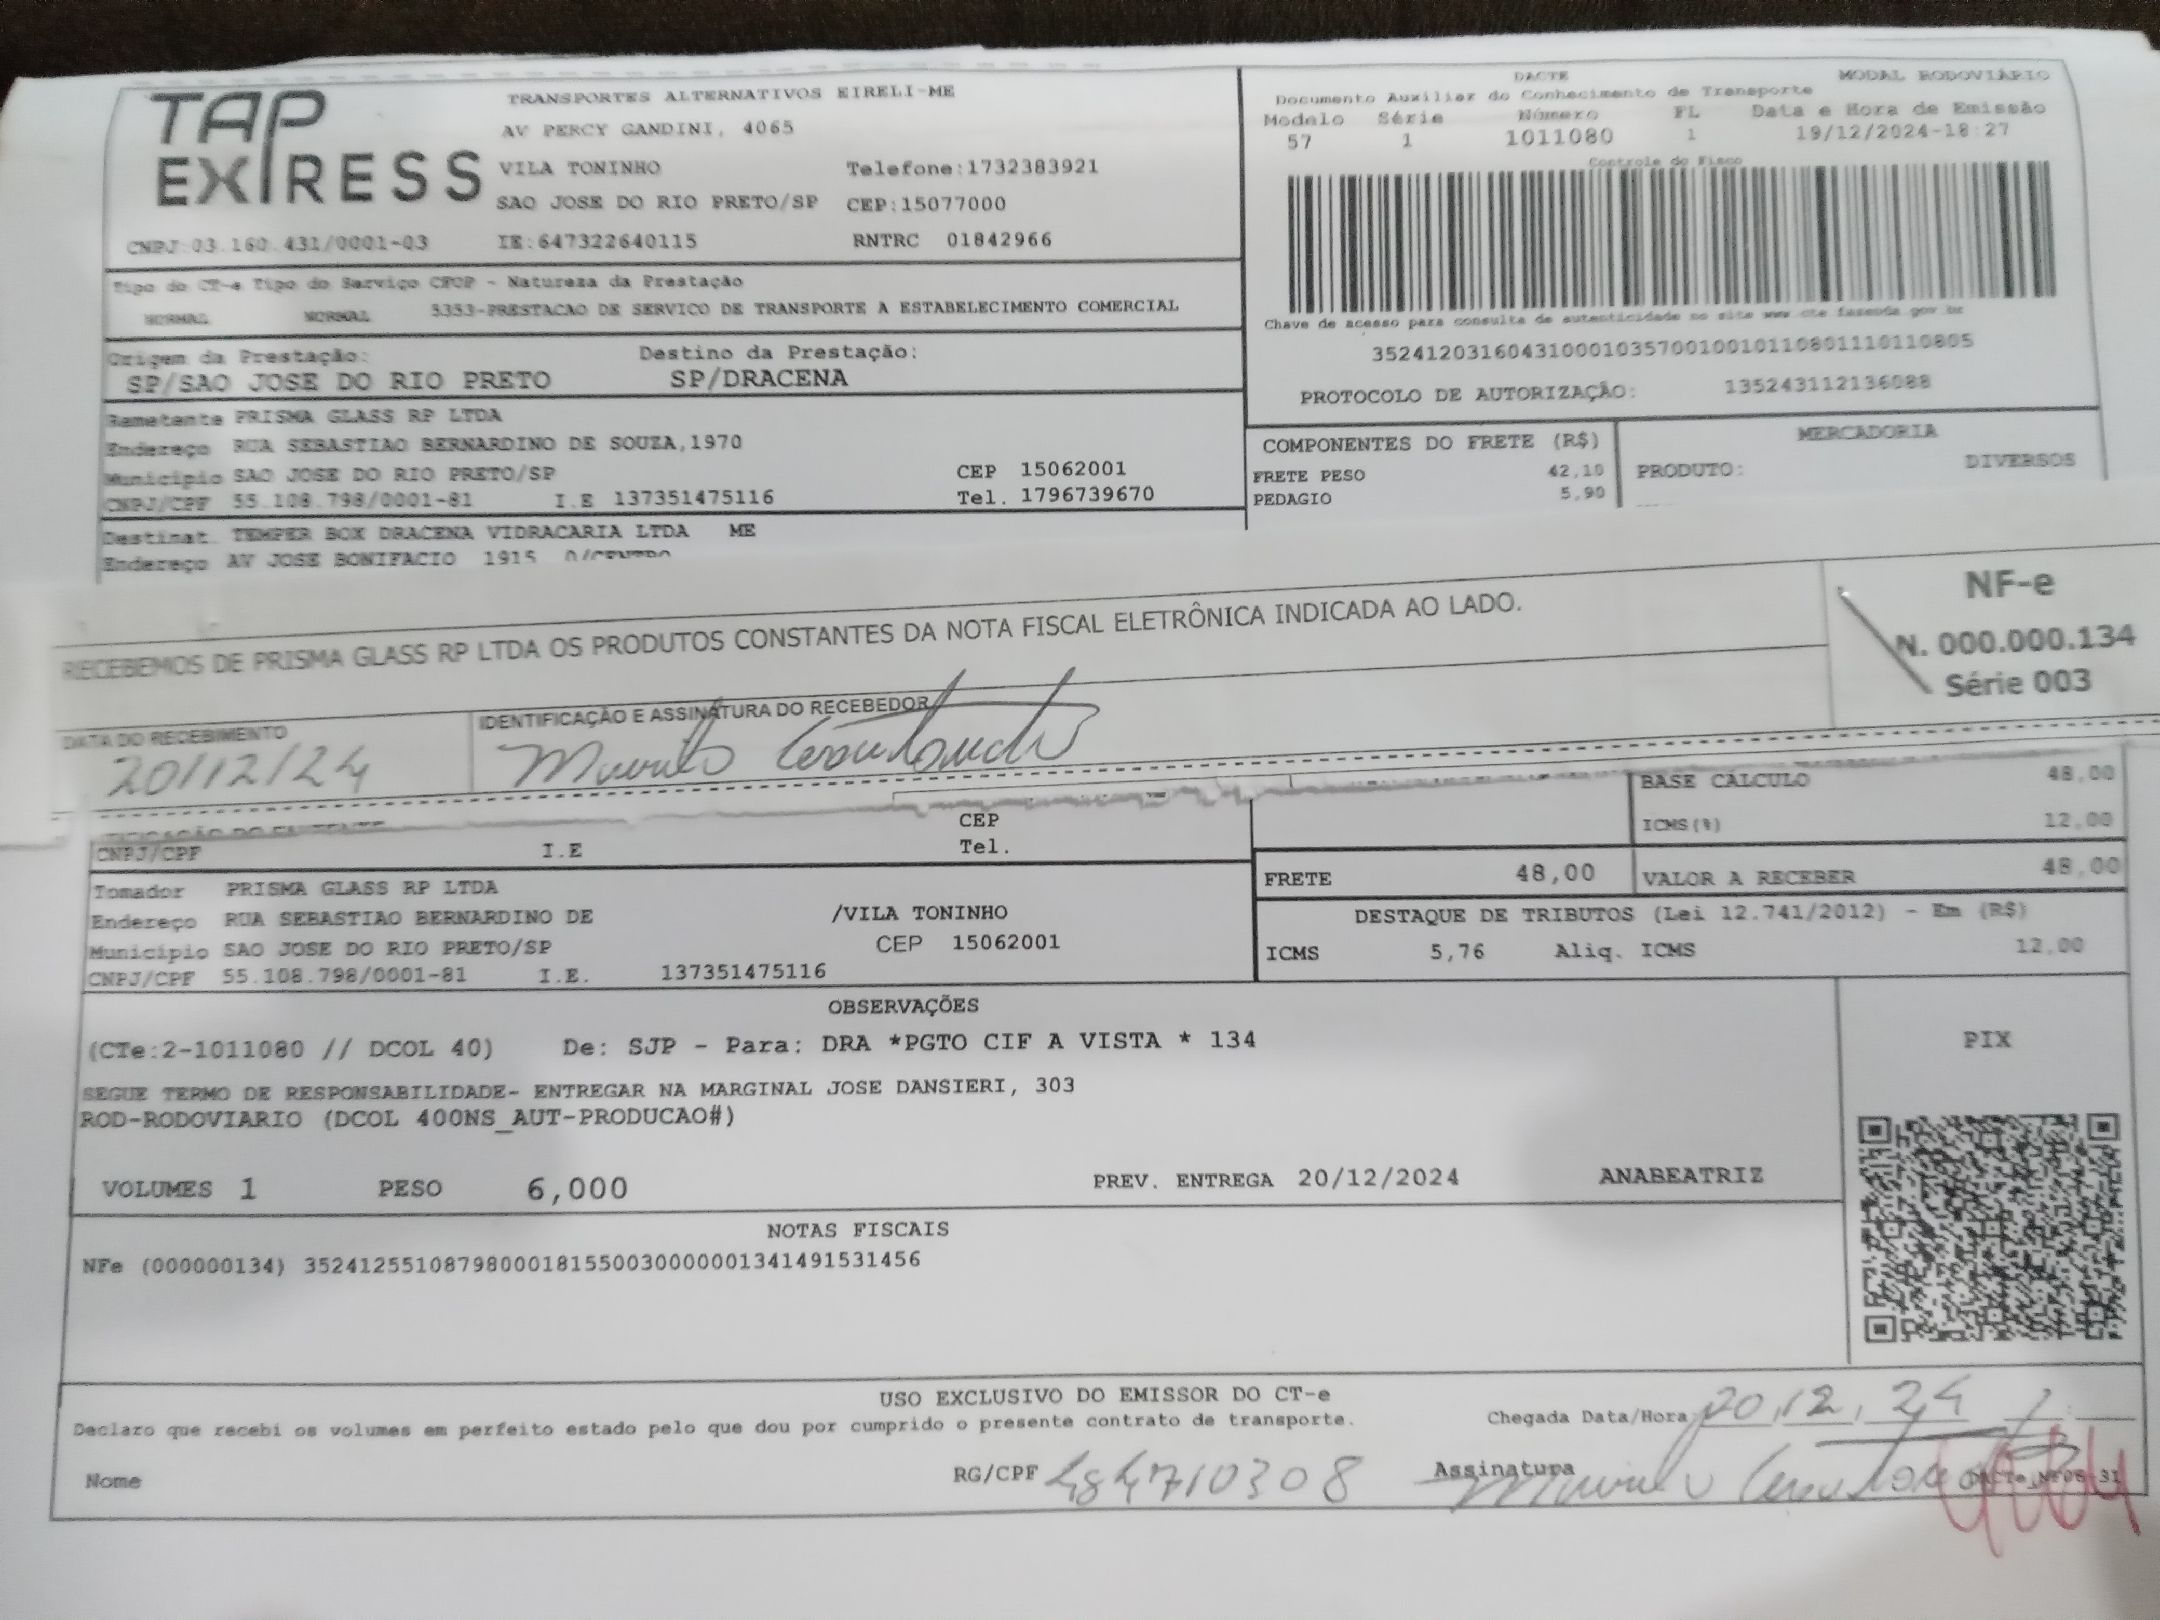 TAP EXPRESS
TRANSPORTES ALTERNATIVOS EIRELI-ME
AV PERCY GANDINI, 4065
VILA TONINHO Telefone:1732383921
SAO JOSE DO RIO PRETO/SP CEP:15077000
CNPJ:03.160.431/0001-03 IE:647322640115 RNTRC 01842966
DACTE MODAL RODOVIÁRIO
Documento Auxiliar do Conhecimento de Transporte
Modelo Série Número FL Data e Hora de Emissão
57 1 1011080 1 19/12/2024-18:27
Controle do Fisco
Chave de acesso para consulta de autenticidade no site www.cte.fazenda.gov.br
35241203160431000103570010010110801110110805
PROTOCOLO DE AUTORIZAÇÃO: 135243112136088
Tipo do CT-e Tipo do Serviço CFOP - Natureza da Prestação
NORMAL NORMAL 5353-PRESTACAO DE SERVICO DE TRANSPORTE A ESTABELECIMENTO COMERCIAL
Origem da Prestação: Destino da Prestação:
SP/SAO JOSE DO RIO PRETO SP/DRACENA
Remetente PRISMA GLASS RP LTDA
Endereço RUA SEBASTIAO BERNARDINO DE SOUZA,1970
Município SAO JOSE DO RIO PRETO/SP CEP 15062001
CNPJ/CPF 55.108.798/0001-81 I.E 137351475116 Tel. 1796739670
COMPONENTES DO FRETE (R$) MERCADORIA
FRETE PESO 42,10 PRODUTO: DIVERSOS
PEDAGIO 5,90
Destinat. TEMPER BOX DRACENA VIDRACARIA LTDA ME
Endereço AV JOSE BONIFACIO 1915 0/CENTRO
RECEBEMOS DE PRISMA GLASS RP LTDA OS PRODUTOS CONSTANTES DA NOTA FISCAL ELETRÔNICA INDICADA AO LADO.
NF-e
N. 000.000.134
Série 003
DATA DO RECEBIMENTO IDENTIFICAÇÃO E ASSINATURA DO RECEBEDOR
20/12/24
BASE CÁLCULO 48,00
CEP ICMS(%) 12,00
CNPJ/CPF I.E Tel.
FRETE 48,00 VALOR A RECEBER 48,00
Tomador PRISMA GLASS RP LTDA
Endereço RUA SEBASTIAO BERNARDINO DE /VILA TONINHO
Município SAO JOSE DO RIO PRETO/SP CEP 15062001
CNPJ/CPF 55.108.798/0001-81 I.E. 137351475116
DESTAQUE DE TRIBUTOS (Lei 12.741/2012) - Em (R$)
ICMS 5,76 Aliq. ICMS 12,00
OBSERVAÇÕES
(CTe:2-1011080 // DCOL 40) De: SJP - Para: DRA *PGTO CIF A VISTA * 134
SEGUE TERMO DE RESPONSABILIDADE- ENTREGAR NA MARGINAL JOSE DANSIERI, 303
ROD-RODOVIARIO (DCOL 400NS_AUT-PRODUCAO#)
PIX
VOLUMES 1 PESO 6,000 PREV. ENTREGA 20/12/2024 ANABEATRIZ
NOTAS FISCAIS
NFe (000000134) 35241255108798000181550030000001341491531456
USO EXCLUSIVO DO EMISSOR DO CT-e
Declaro que recebi os volumes em perfeito estado pelo que dou por cumprido o presente contrato de transporte.
Chegada Data/Hora 20,12,24
Nome RG/CPF 484710308 Assinatura